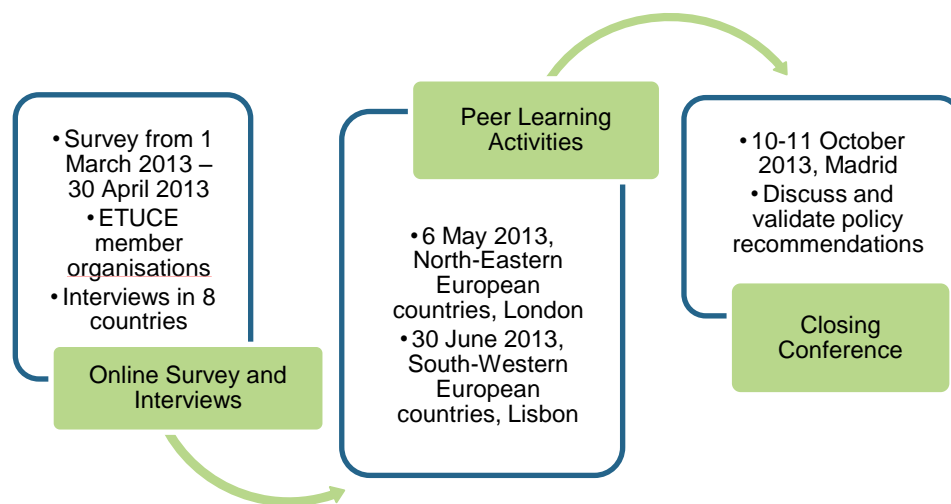 • Survey from 1
March 2013 –
30 April 2013
• ETUCE
member
organisations
• Interviews in 8
countries
Online Survey and
Interviews
Peer Learning
Activities
• 6 May 2013,
North-Eastern
European
countries, London
• 30 June 2013,
South-Western
European
countries, Lisbon
• 10-11 October
2013, Madrid
• Discuss and
validate policy
recommendations
Closing
Conference